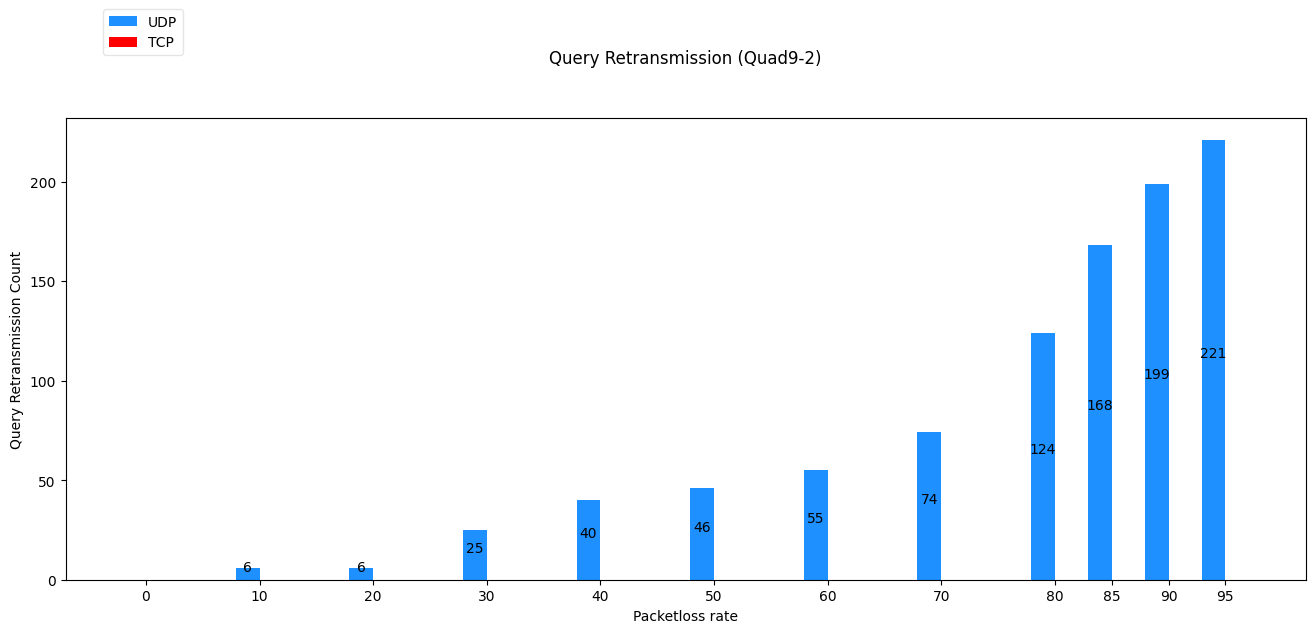 UDP
TCP
Query Retransmission (Quad9-2)
Query Retransmission Count
200
150
100
50
0
6
6
25
40
46
55
74
124
168
199
221
0 10 20 30 40 50 60 70 80 85 90 95
Packetloss rate